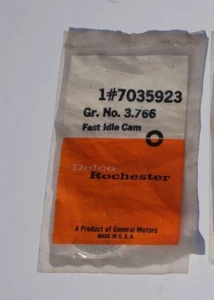 1#7035923
Gr. No. 3.766
Fast Idle Cam
Delco
Rochester
A Product of General Motors
MADE IN U. S. A.